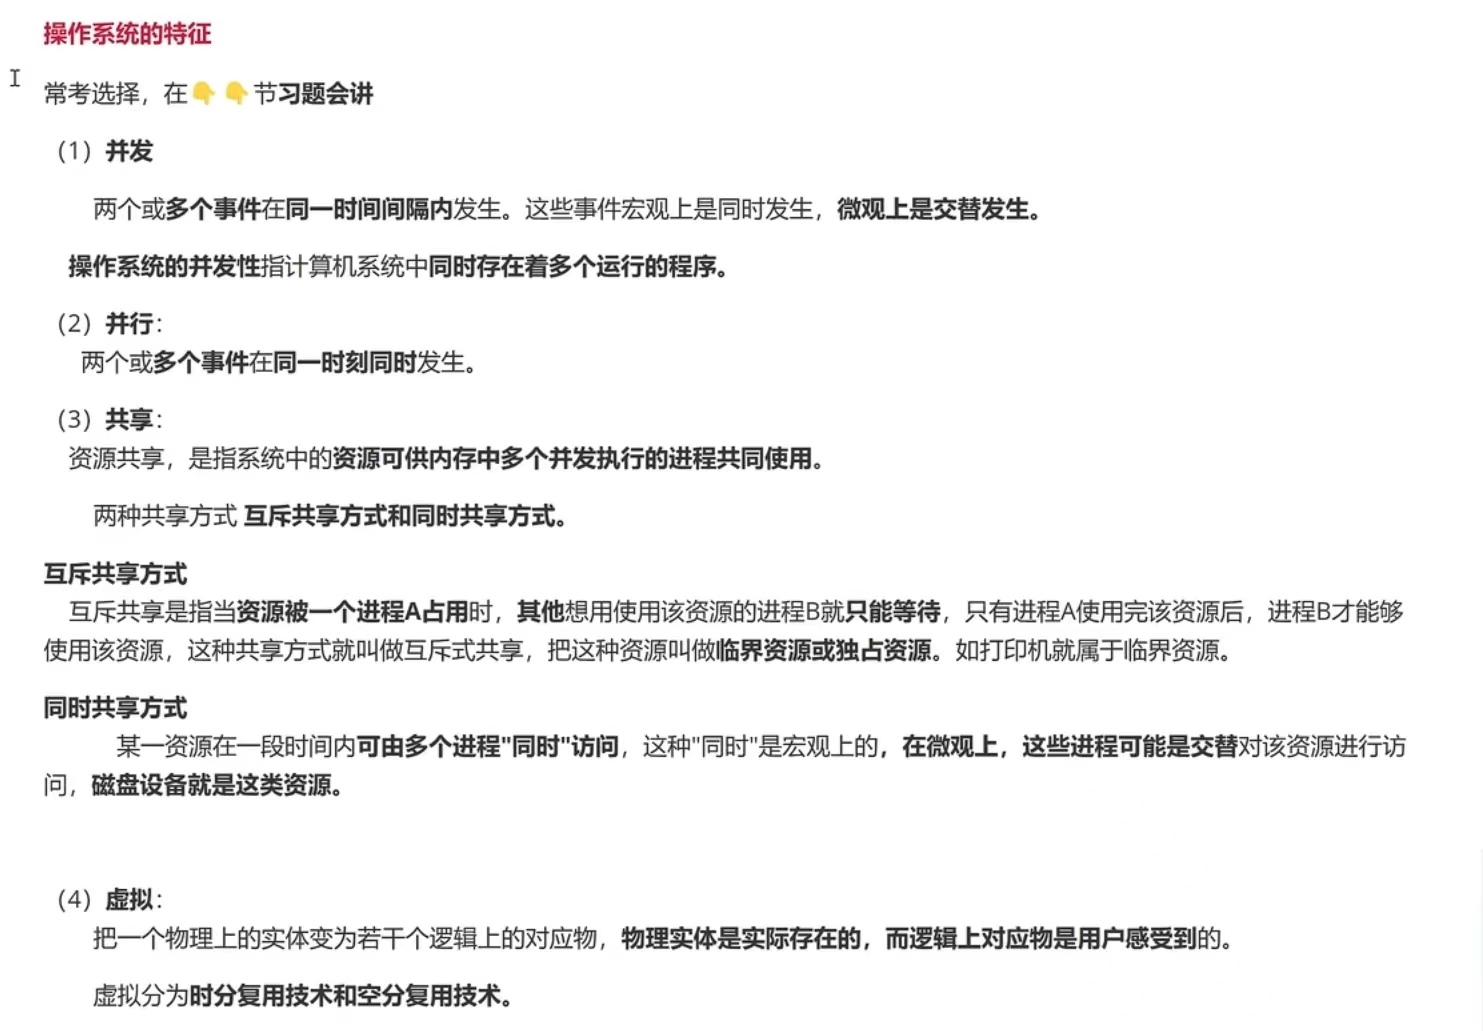 操作系统的特征
常考选择，在👇👇节习题会讲
（1）并发
两个或多个事件在同一时间间隔内发生。这些事件宏观上是同时发生，微观上是交替发生。
操作系统的并发性指计算机系统中同时存在着多个运行的程序。
（2）并行：
两个或多个事件在同一时刻同时发生。
（3）共享：
资源共享，是指系统中的资源可供内存中多个并发执行的进程共同使用。
两种共享方式 互斥共享方式和同时共享方式。
互斥共享方式
互斥共享是指当资源被一个进程A占用时，其他想用使用该资源的进程B就只能等待，只有进程A使用完该资源后，进程B才能够
使用该资源，这种共享方式就叫做互斥式共享，把这种资源叫做临界资源或独占资源。如打印机就属于临界资源。
同时共享方式
某一资源在一段时间内可由多个进程"同时"访问，这种"同时"是宏观上的，在微观上，这些进程可能是交替对该资源进行访
问，磁盘设备就是这类资源。
（4）虚拟：
把一个物理上的实体变为若干个逻辑上的对应物，物理实体是实际存在的，而逻辑上对应物是用户感受到的。
虚拟分为时分复用技术和空分复用技术。